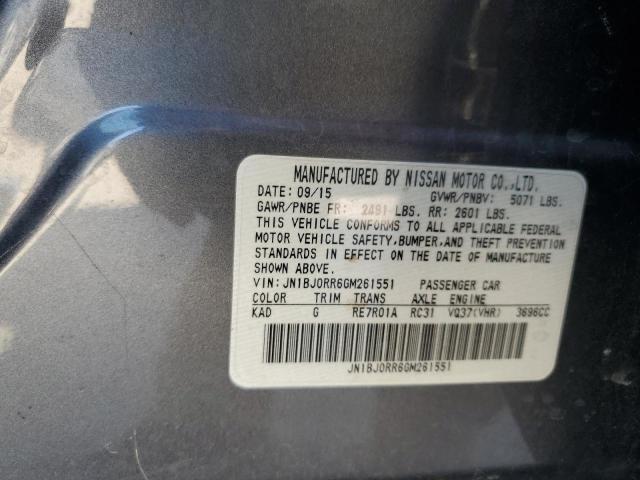 MANUFACTURED BY NISSAN MOTOR CO.,LTD.
DATE: 09/15 GVWR/PNBV: 5071 LBS.
GAWR/PNBE FR: 2491 LBS. RR: 2601 LBS.
THIS VEHICLE CONFORMS TO ALL APPLICABLE FEDERAL
MOTOR VEHICLE SAFETY,BUMPER,AND THEFT PREVENTION
STANDARDS IN EFFECT ON THE DATE OF MANUFACTURE
SHOWN ABOVE.
VIN: JN1BJ0RR6GM261551 PASSENGER CAR
COLOR TRIM TRANS AXLE ENGINE
KAD G RE7R01A RC31 VQ37(VHR) 3696CC
JN1BJ0RR6GM261551